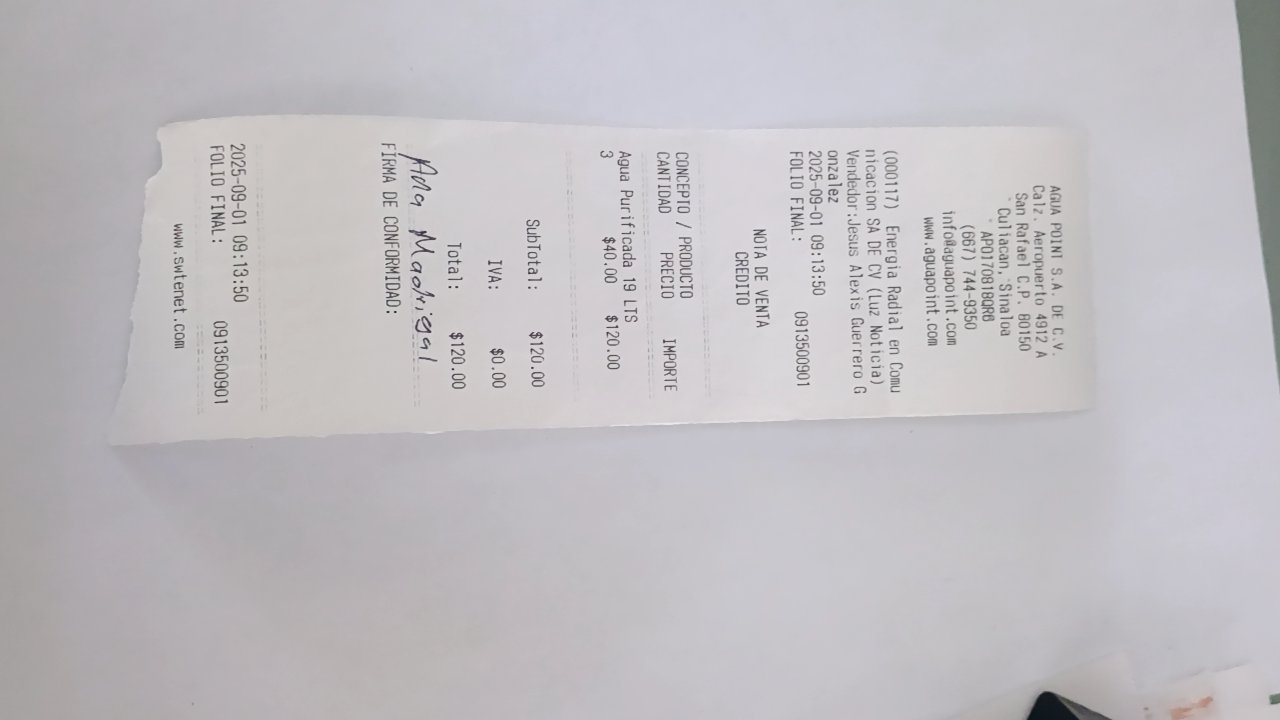 AGUA POINT S.A. DE C.V.
Calz. Aeropuerto 4912 A
San Rafael C.P. 80150
Culiacan, Sinaloa
APO170818QR6
(667) 744-9350
info@aguapoint.com
www.aguapoint.com
(000117) Energia Radial en Comu
nicacion SA DE CV (Luz Noticia)
Vendedor:Jesus Alexis Guerrero G
onzalez
2025-09-01 09:13:50
FOLIO FINAL: 0913500901
NOTA DE VENTA
CREDITO
CONCEPTO / PRODUCTO
CANTIDAD PRECIO IMPORTE
Agua Purificada 19 LTS
3 $40.00 $120.00
SubTotal: $120.00
IVA: $0.00
Total: $120.00
Ana Madrigal
FIRMA DE CONFORMIDAD:
2025-09-01 09:13:50
FOLIO FINAL: 0913500901
www.swtenet.com